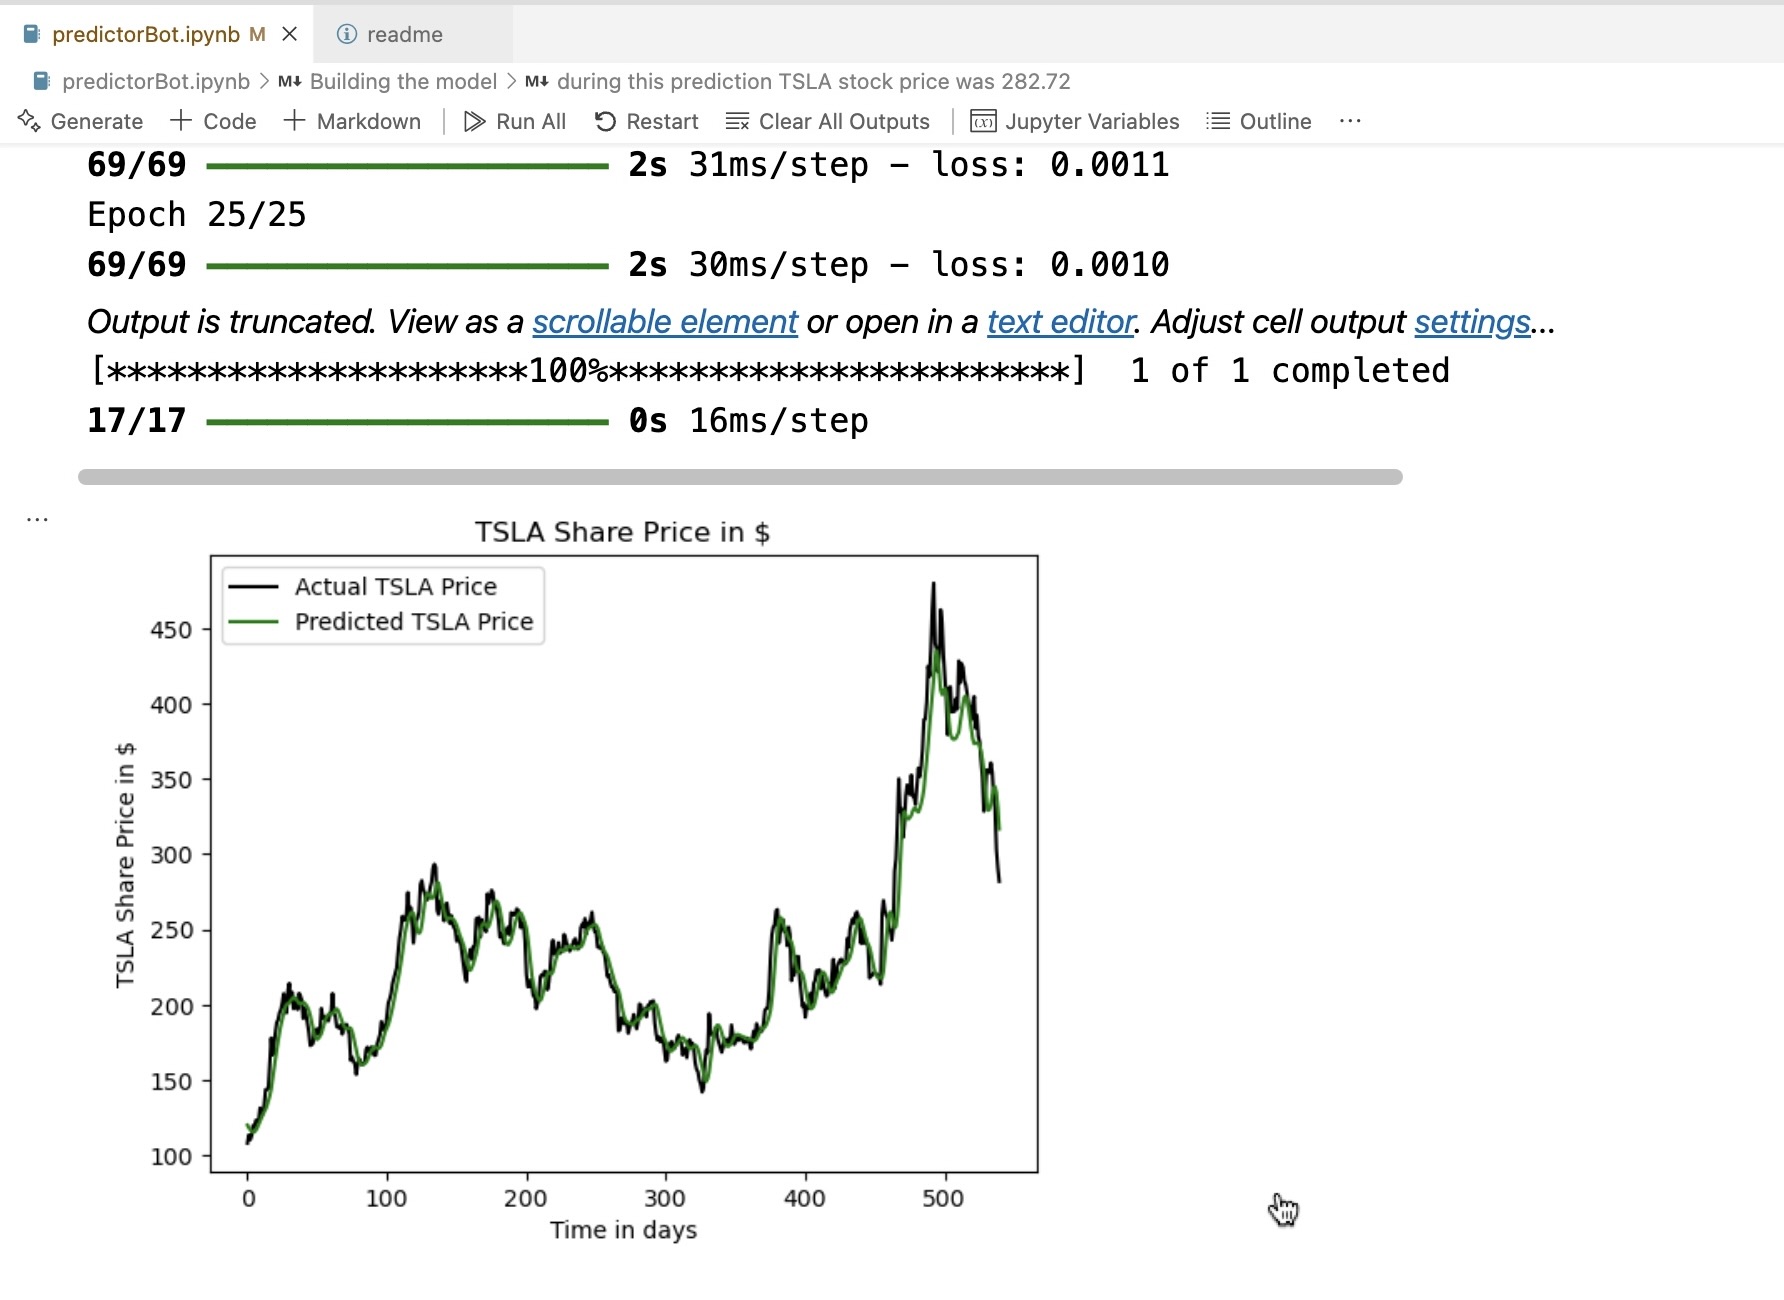 predictorBot.ipynb M
readme
predictorBot.ipynb > M↓ Building the model > M↓ during this prediction TSLA stock price was 282.72
Generate + Code + Markdown | Run All Restart Clear All Outputs | Jupyter Variables Outline ...
69/69 ━━━━━━━━━━━━━━━━━━━━ 2s 31ms/step - loss: 0.0011
Epoch 25/25
69/69 ━━━━━━━━━━━━━━━━━━━━ 2s 30ms/step - loss: 0.0010
Output is truncated. View as a scrollable element or open in a text editor. Adjust cell output settings...
[*********************100%***********************]  1 of 1 completed
17/17 ━━━━━━━━━━━━━━━━━━━━ 0s 16ms/step
...
TSLA Share Price in $
Actual TSLA Price
Predicted TSLA Price
TSLA Share Price in $
450
400
350
300
250
200
150
100
0 100 200 300 400 500
Time in days